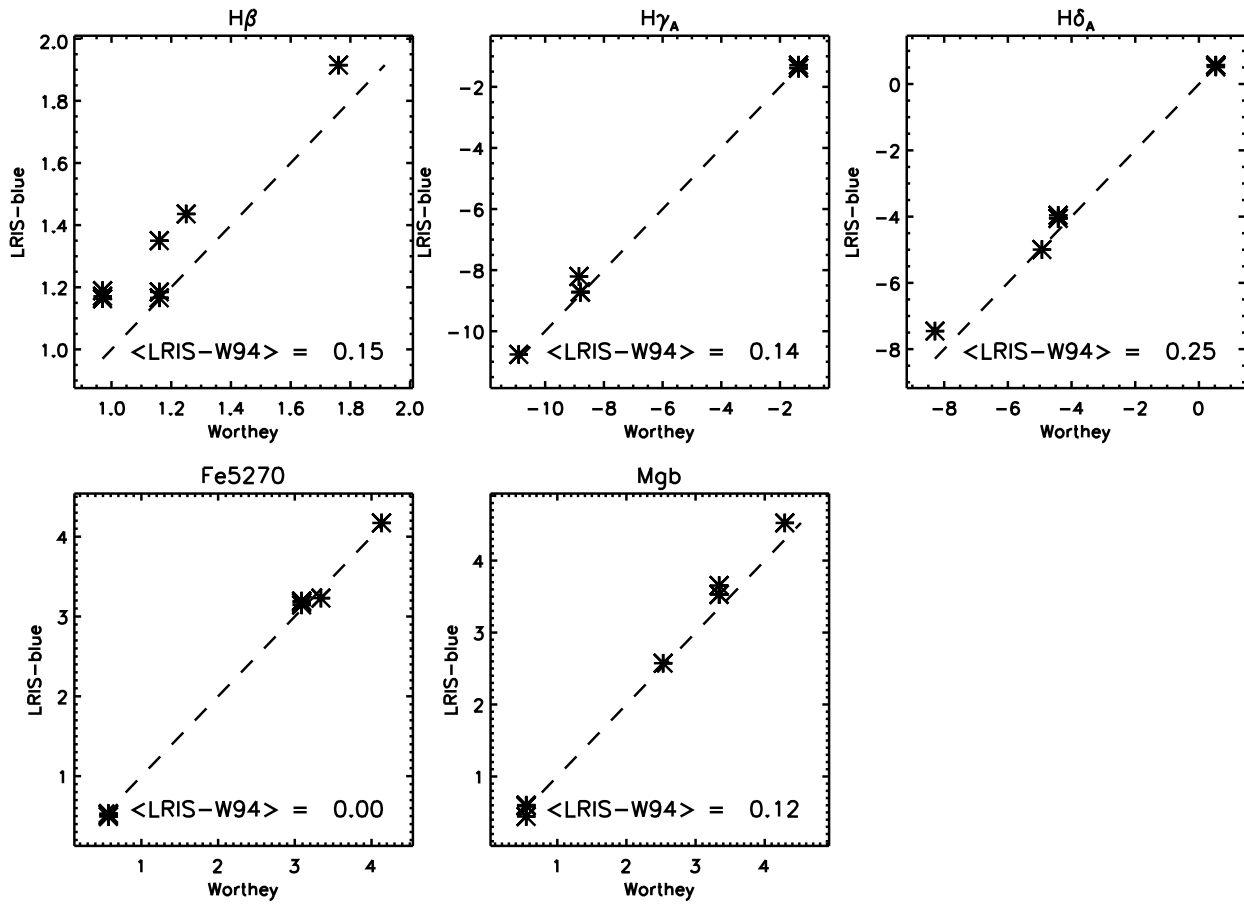 Hβ
2.0
1.8
1.6
1.4
1.2
1.0
LRIS−blue
<LRIS−W94> = 0.15
1.0 1.2 1.4 1.6 1.8 2.0
Worthey
Hγ_A
−2
−4
−6
−8
−10
LRIS−blue
<LRIS−W94> = 0.14
−10 −8 −6 −4 −2
Worthey
Hδ_A
0
−2
−4
−6
−8
LRIS−blue
<LRIS−W94> = 0.25
−8 −6 −4 −2 0
Worthey
Fe5270
4
3
2
1
LRIS−blue
<LRIS−W94> = 0.00
1 2 3 4
Worthey
Mgb
4
3
2
1
LRIS−blue
<LRIS−W94> = 0.12
1 2 3 4
Worthey